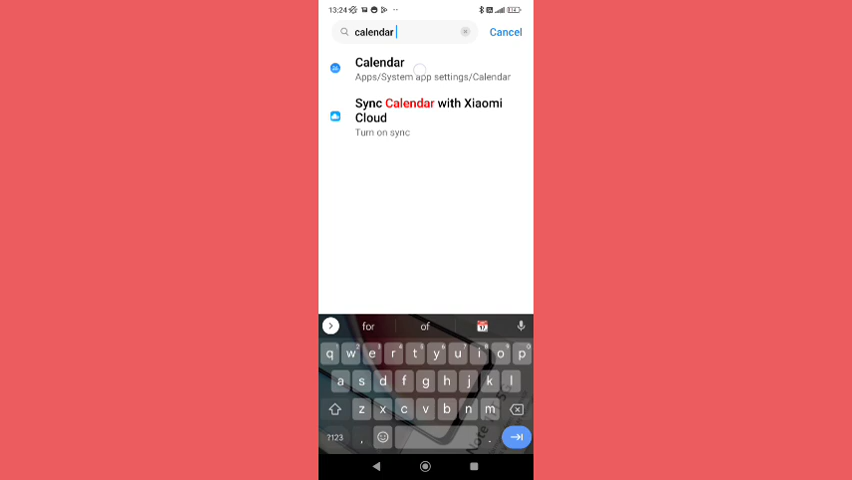 13:24
calendar
Cancel
Calendar
Apps/System app settings/Calendar
Sync Calendar with Xiaomi
Cloud
Turn on sync
for of
q w e r t y u i o p
a s d f g h j k l
z x c v b n m
?123 , .